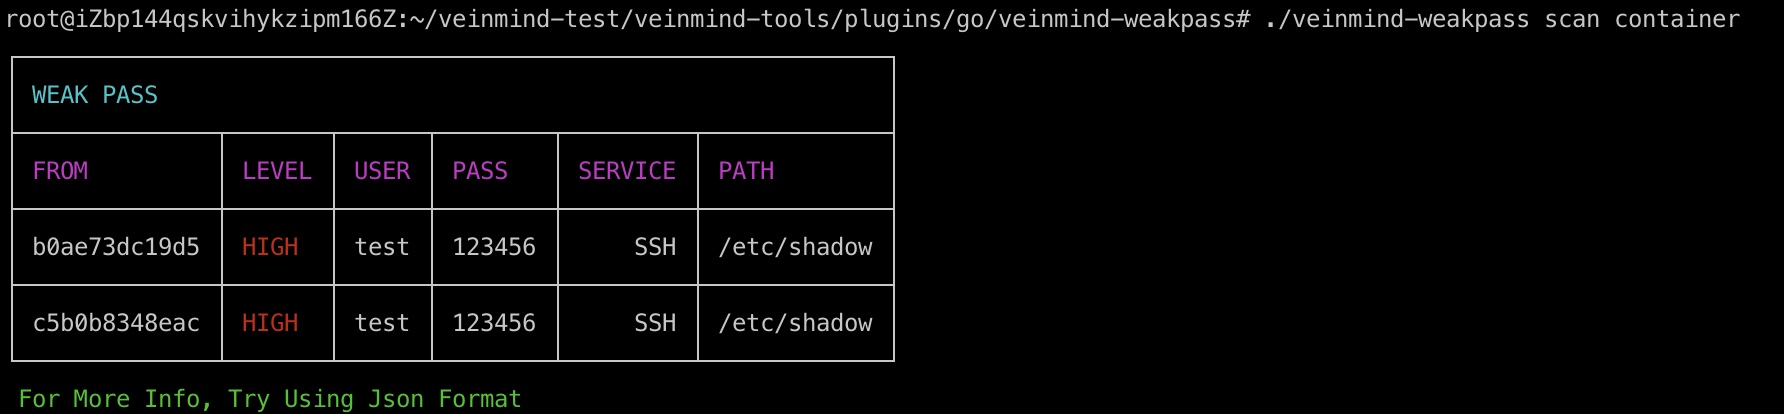 root@iZbp144qskvihykzipm166Z:~/veinmind-test/veinmind-tools/plugins/go/veinmind-weakpass# ./veinmind-weakpass scan container
WEAK PASS
FROM LEVEL USER PASS SERVICE PATH
b0ae73dc19d5 HIGH test 123456 SSH /etc/shadow
c5b0b8348eac HIGH test 123456 SSH /etc/shadow
For More Info, Try Using Json Format